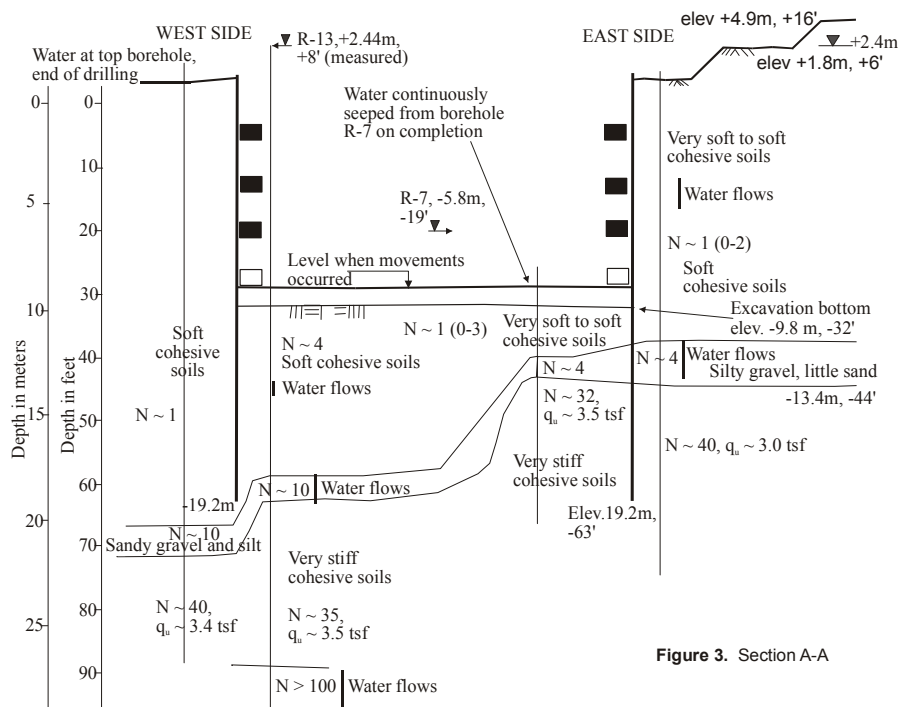 WEST SIDE
Water at top borehole,
end of drilling
R-13,+2.44m,
+8' (measured)
EAST SIDE
elev +4.9m, +16'
+2.4m
elev +1.8m, +6'
Water continuously
seeped from borehole
R-7 on completion
R-7, -5.8m,
-19'
Level when movements
occurred
Very soft to soft
cohesive soils
Water flows
N ~ 1 (0-2)
Soft
cohesive soils
Excavation bottom
elev. -9.8 m, -32'
Depth in meters
0
5
10
15
20
25
Depth in feet
0
10
20
30
40
50
60
70
80
90
Soft
cohesive
soils
N ~ 1
-19.2m
N ~ 10
Sandy gravel and silt
N ~ 40,
qᵤ ~ 3.4 tsf
N ~ 1 (0-3)
N ~ 4
Soft cohesive soils
Water flows
N ~ 10
Water flows
Very stiff
cohesive soils
N ~ 35,
qᵤ ~ 3.5 tsf
N > 100
Water flows
Very soft to soft
cohesive soils
N ~ 4
N ~ 32,
qᵤ ~ 3.5 tsf
Very stiff
cohesive soils
Elev.19.2m,
-63'
N ~ 4
Water flows
Silty gravel, little sand
-13.4m, -44'
N ~ 40, qᵤ ~ 3.0 tsf
Figure 3. Section A-A